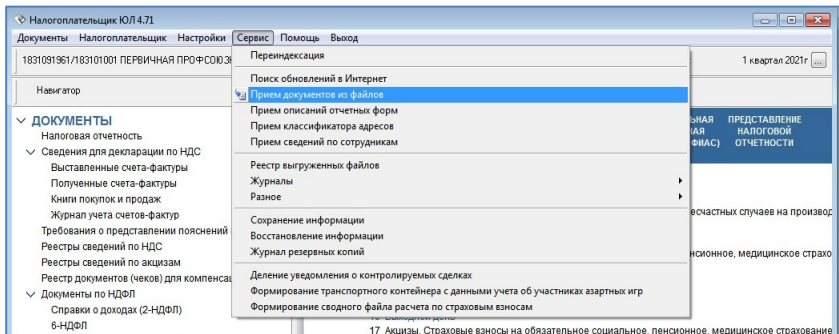 Налогоплательщик ЮЛ 4.71
Документы Налогоплательщик Настройки Сервис Помощь Выход
1831091961/183101001 ПЕРВИЧНАЯ ПРОФСОЮЗ
1 квартал 2021г ...
Навигатор
Переиндексация
Поиск обновлений в Интернет
Прием документов из файлов
Прием описаний отчетных форм
Прием классификатора адресов
Прием сведений по сотрудникам
Реестр выгруженных файлов
Журналы
Разное
Сохранение информации
Восстановление информации
Журнал резервных копий
Деление уведомления о контролируемых сделках
Формирование транспортного контейнера с данными учета об участниках азартных игр
Формирование сводного файла расчета по страховым взносам
ДОКУМЕНТЫ
Налоговая отчетность
Сведения для декларации по НДС
Выставленные счета-фактуры
Полученные счета-фактуры
Книги покупок и продаж
Журнал учета счетов-фактур
Требования о представлении пояснений
Реестры сведений по НДС
Реестры сведений по акцизам
Реестр документов (чеков) для компенсац
Документы по НДФЛ
Справки о доходах (2-НДФЛ)
6-НДФЛ
ЬНАЯ
АЯ
ФИАС)
ПРЕДСТАВЛЕНИЕ
НАЛОГОВОЙ
ОТЧЕТНОСТИ
есчастных случаев на производ
нсионное, медицинское страхо
17 Акцизы. Страховые взносы на обязательное социальное, пенсионное, медицинское страхование